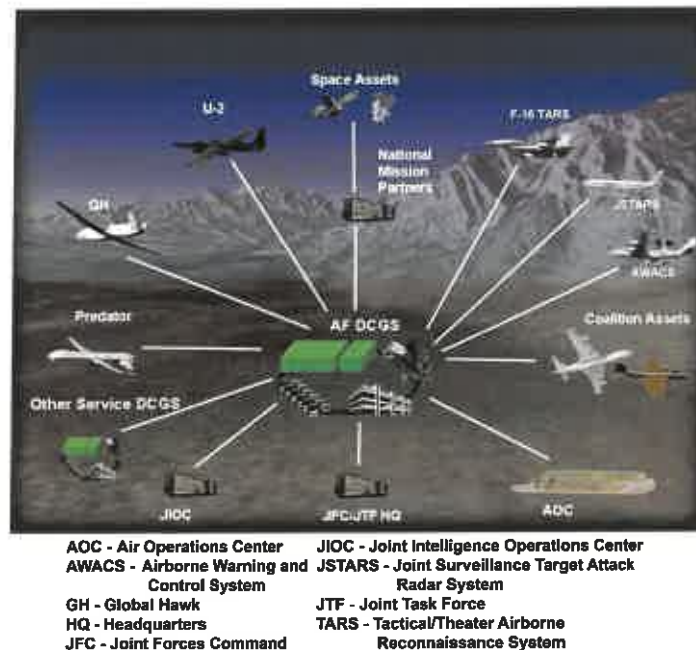 Space Assets
U-2
F-16 TARS
National
Mission
Partners
GH
JSTARS
AWACS
AF DCGS
Predator
Coalition Assets
Other Service DCGS
JIOC
JFC/JTF HQ
AOC
AOC - Air Operations Center
AWACS - Airborne Warning and
Control System
GH - Global Hawk
HQ - Headquarters
JFC - Joint Forces Command
JIOC - Joint Intelligence Operations Center
JSTARS - Joint Surveillance Target Attack
Radar System
JTF - Joint Task Force
TARS - Tactical/Theater Airborne
Reconnaissance System